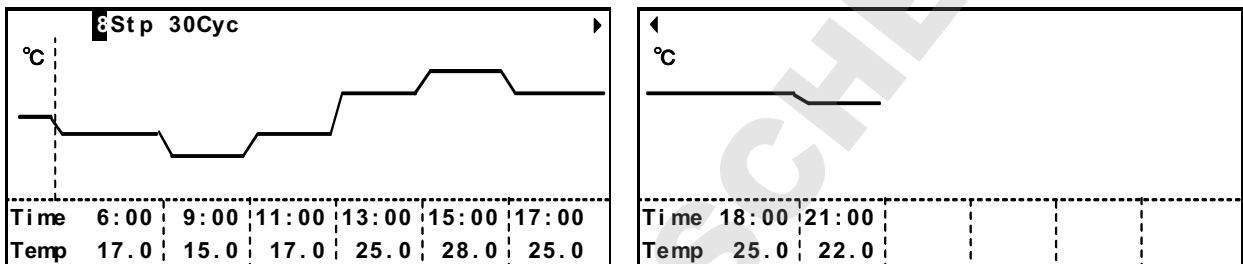 8Stp 30Cyc
℃
Time 6:00 9:00 11:00 13:00 15:00 17:00
Temp 17.0 15.0 17.0 25.0 28.0 25.0
℃
Time 18:00 21:00
Temp 25.0 22.0
SCHE